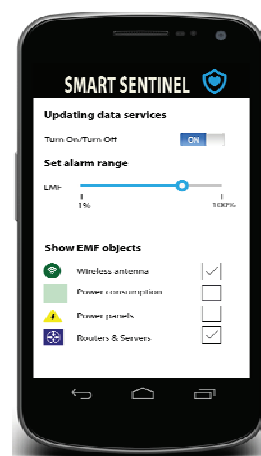 SMART SENTINEL
Updating data services
Turn On/Turn Off ON
Set alarm range
EMF
1% 100%
Show EMF objects
Wireless antenna
Power consumption
Power panels
Routers & Servers